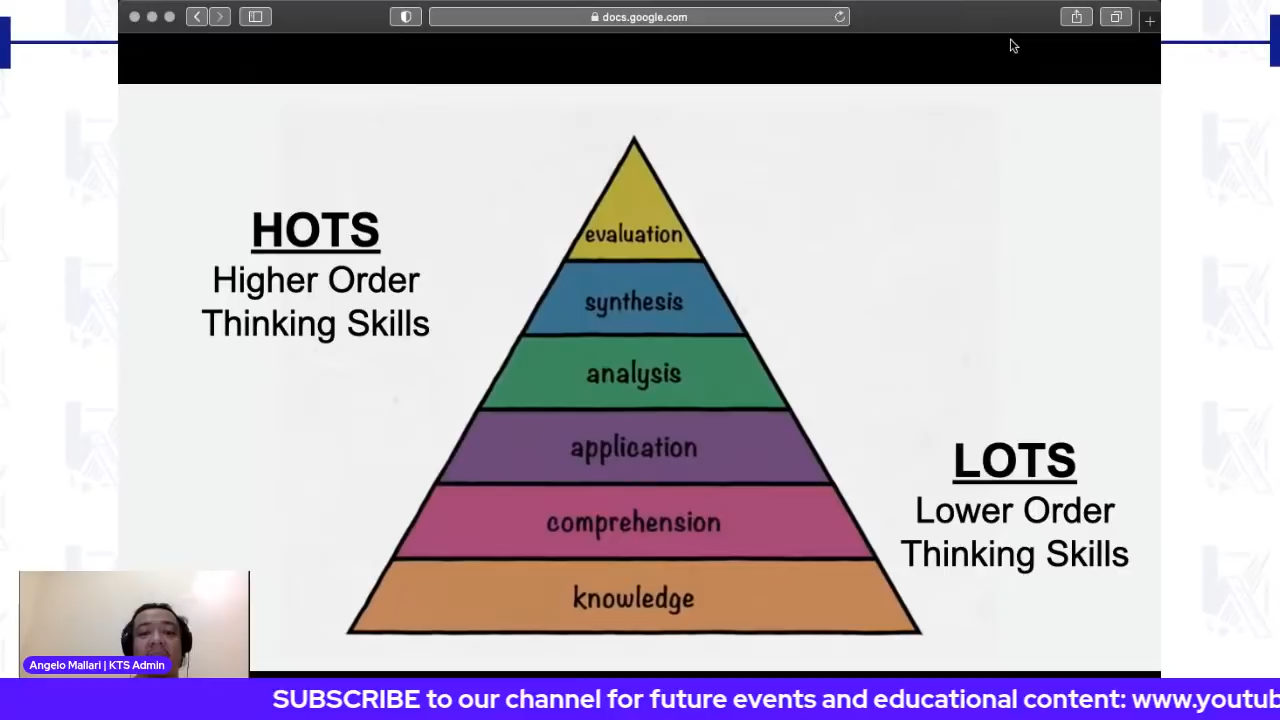 docs.google.com
HOTS
Higher Order
Thinking Skills
evaluation
synthesis
analysis
application
comprehension
knowledge
LOTS
Lower Order
Thinking Skills
Angelo Mallari | KTS Admin
SUBSCRIBE to our channel for future events and educational content: www.youtub